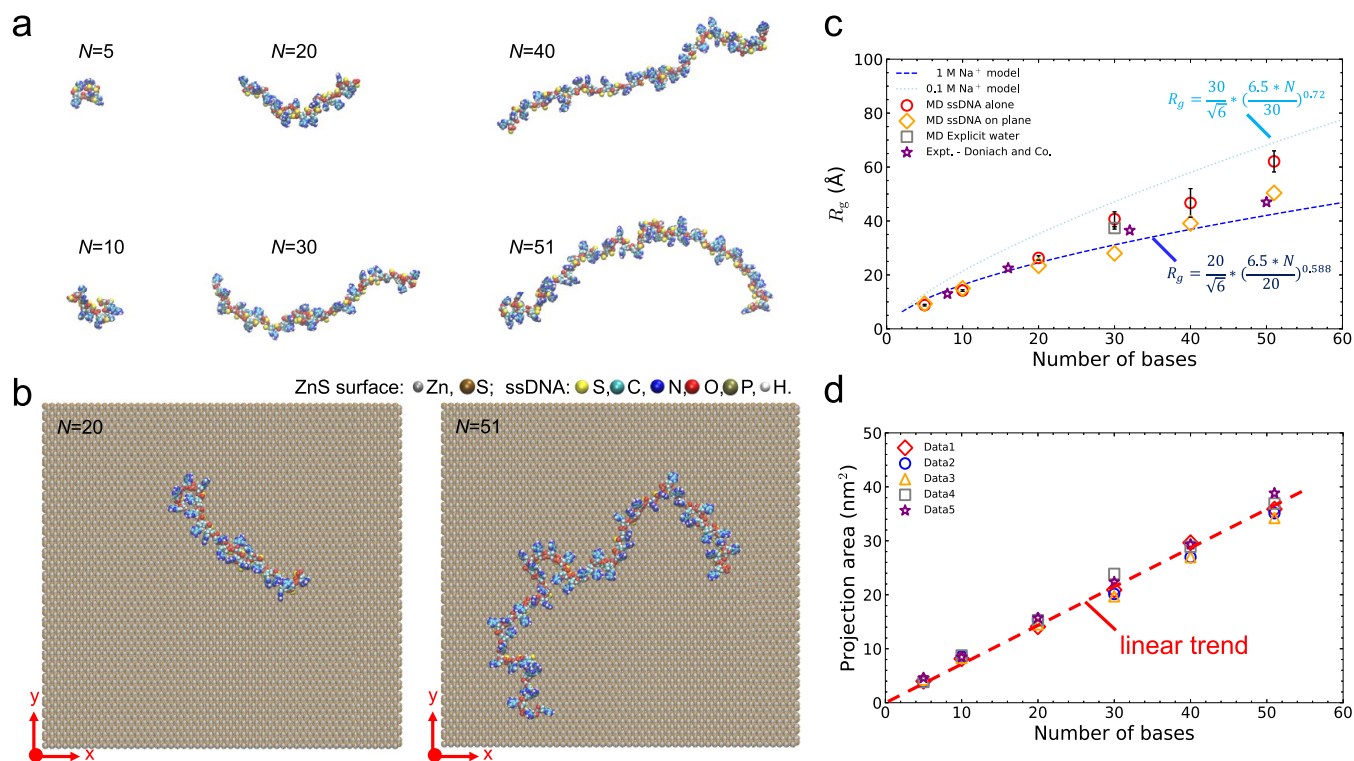 a
N=5
N=20
N=40
N=10
N=30
N=51
b
ZnS surface: Zn, S; ssDNA: S, C, N, O, P, H.
N=20
y
x
N=51
y
x
c
100
80
60
40
20
0
0 10 20 30 40 50 60
Rg (Å)
Number of bases
1 M Na+ model
0.1 M Na+ model
MD ssDNA alone
MD ssDNA on plane
MD Explicit water
Expt. - Doniach and Co.
Rg = 30/√6 * (6.5 * N/30)^0.72
Rg = 20/√6 * (6.5 * N/20)^0.588
d
50
40
30
20
10
0
0 10 20 30 40 50 60
Projection area (nm²)
Number of bases
Data1
Data2
Data3
Data4
Data5
linear trend